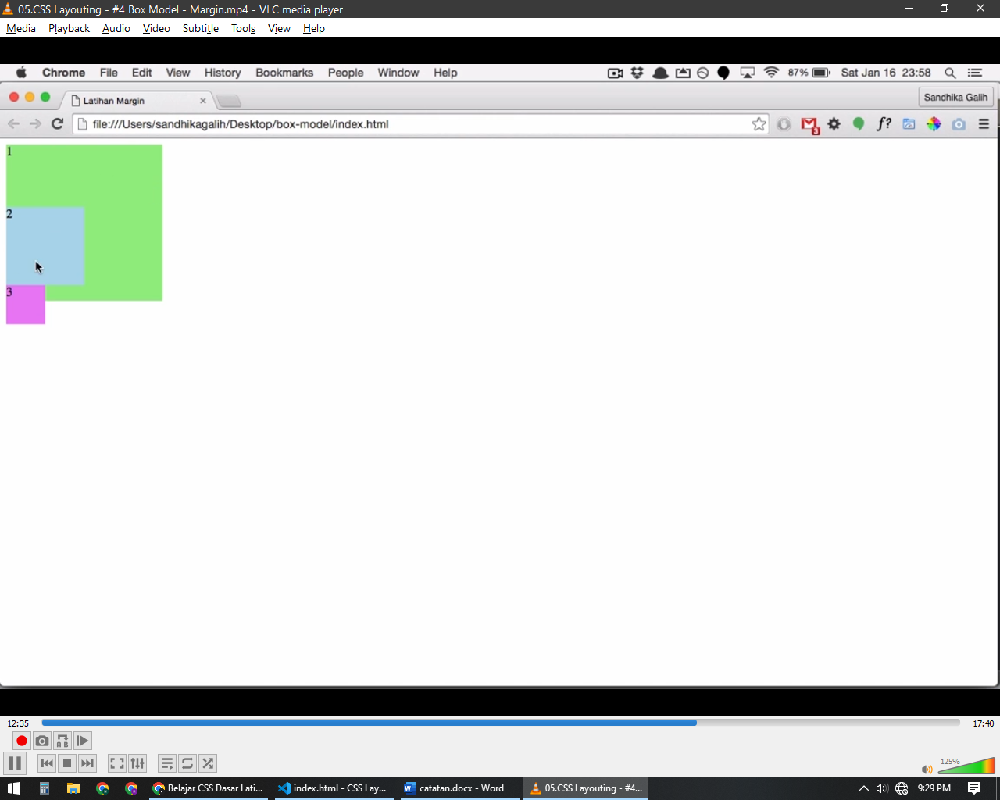 05.CSS Layouting - #4 Box Model - Margin.mp4 - VLC media player
Media Playback Audio Video Subtitle Tools View Help
Chrome File Edit View History Bookmarks People Window Help 87% Sat Jan 16 23:58
Latihan Margin Sandhika Galih
file:///Users/sandhikagalih/Desktop/box-model/index.html f? 3
1
2
3
12:35 17:40
A B
125%
Belajar CSS Dasar Lati... index.html - CSS Lay... catatan.docx - Word 05.CSS Layouting - #4... 9:29 PM